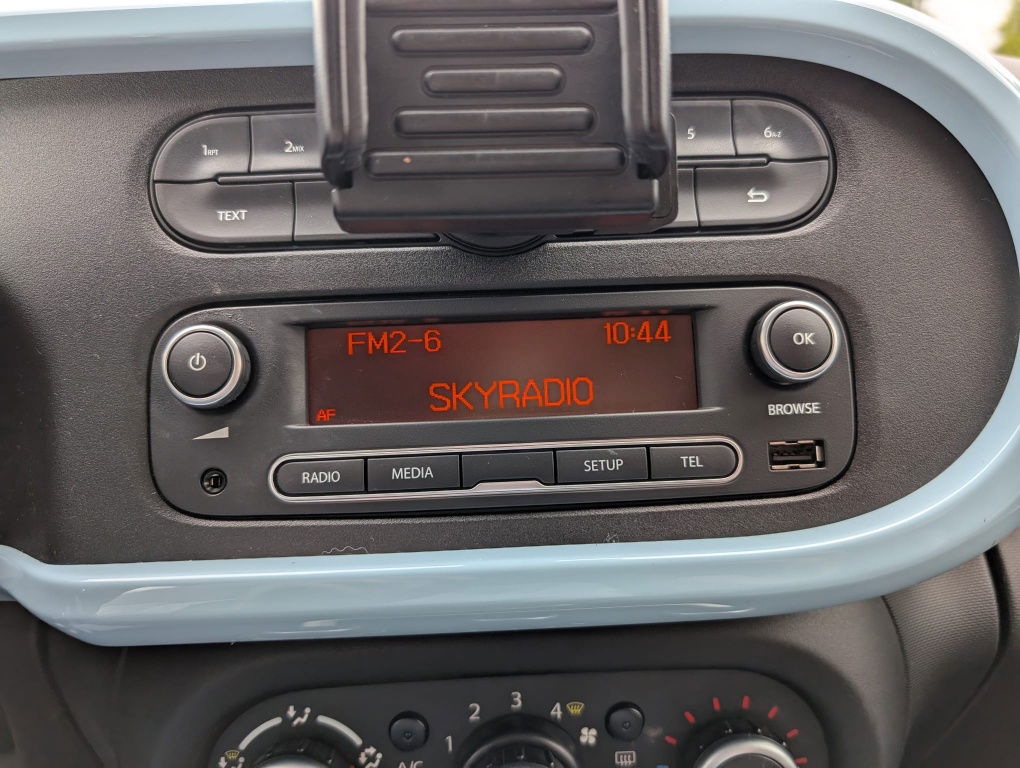 1RPT 2MIX 5 6A-Z
TEXT
FM2-6 10:44
SKYRADIO
AF
OK
BROWSE
RADIO MEDIA SETUP TEL
1 2 3 4
A/C